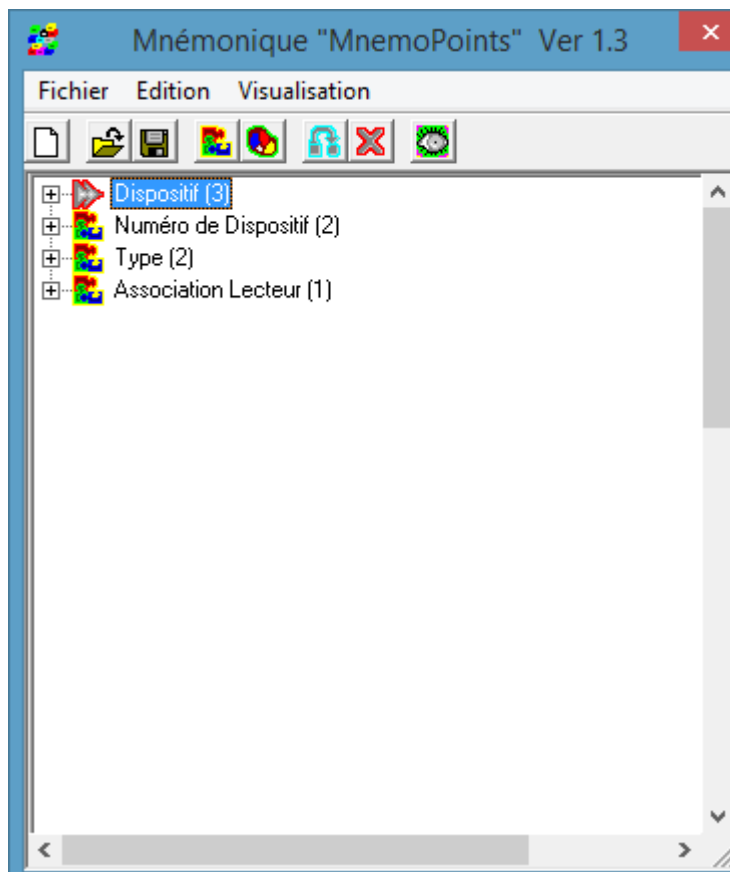 Mnémonique "MnemoPoints" Ver 1.3
Fichier Edition Visualisation
Dispositif (3)
Numéro de Dispositif (2)
Type (2)
Association Lecteur (1)